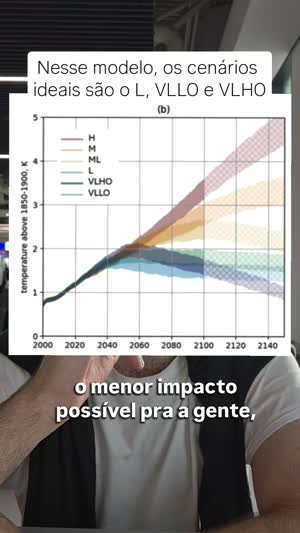 Nesse modelo, os cenários
ideais são o L, VLLO e VLHO
(b)
H
M
ML
L
VLHO
VLLO
temperature above 1850-1900, K
5
4
3
2
1
0
2000 2020 2040 2060 2080 2100 2120 2140
o menor impacto
possível pra a gente,